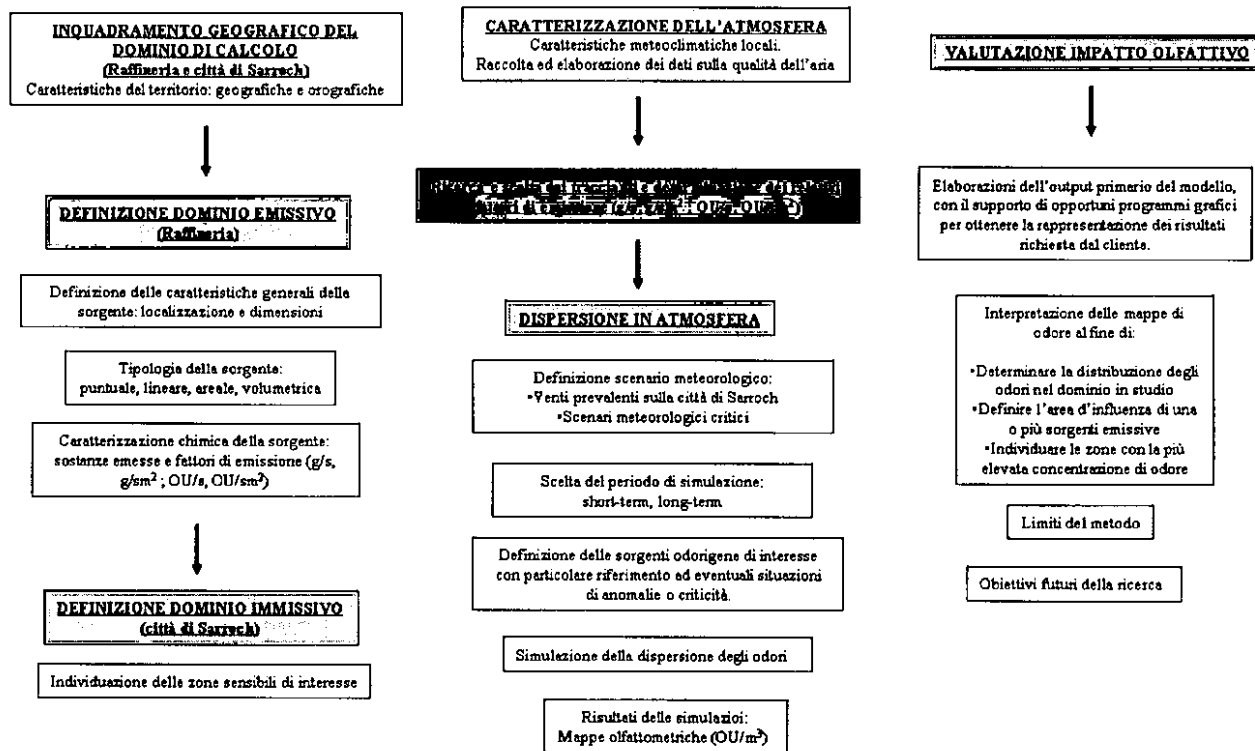 INQUADRAMENTO GEOGRAFICO DEL
DOMINIO DI CALCOLO
(Raffineria e città di Sarroch)
Caratteristiche del territorio: geografiche e orografiche
DEFINIZIONE DOMINIO EMISSIVO
(Raffineria)
Definizione delle caratteristiche generali della
sorgente: localizzazione e dimensioni
Tipologia della sorgente:
puntuale, lineare, areale, volumetrica
Caratterizzazione chimica della sorgente:
sostanze emesse e fattori di emissione (g/s,
g/sm² ; OU/s, OU/sm²)
DEFINIZIONE DOMINIO IMMISSIVO
(città di Sarroch)
Individuazione delle zone sensibili di interesse
CARATTERIZZAZIONE DELL'ATMOSFERA
Caratteristiche meteoclimatiche locali.
Raccolta ed elaborazione dei dati sulla qualità dell'aria
Ricerca e scelta dei traccianti e
di emissione (g/s, g/sm² ; OU/s, OU/sm²)
DISPERSIONE IN ATMOSFERA
Definizione scenario meteorologico:
•Venti prevalenti sulla città di Sarroch
•Scenari meteorologici critici
Scelta del periodo di simulazione:
short-term, long-term
Definizione delle sorgenti odorigene di interesse
con particolare riferimento ad eventuali situazioni
di anomalie o criticità.
Simulazione della dispersione degli odori
Risultati delle simulazioi:
Mappe olfattometriche (OU/m³)
VALUTAZIONE IMPATTO OLFATTIVO
Elaborazioni dell'output primario del modello,
con il supporto di opportuni programmi grafici
per ottenere la rappresentazione dei risultati
richiesta dal cliente.
Interpretazione delle mappe di
odore al fine di:
•Determinare la distribuzione degli
odori nel dominio in studio
•Definire l'area d'influenza di una
o più sorgenti emissive
•Individuare le zone con la più
elevata concentrazione di odore
Limiti del metodo
Obiettivi futuri della ricerca